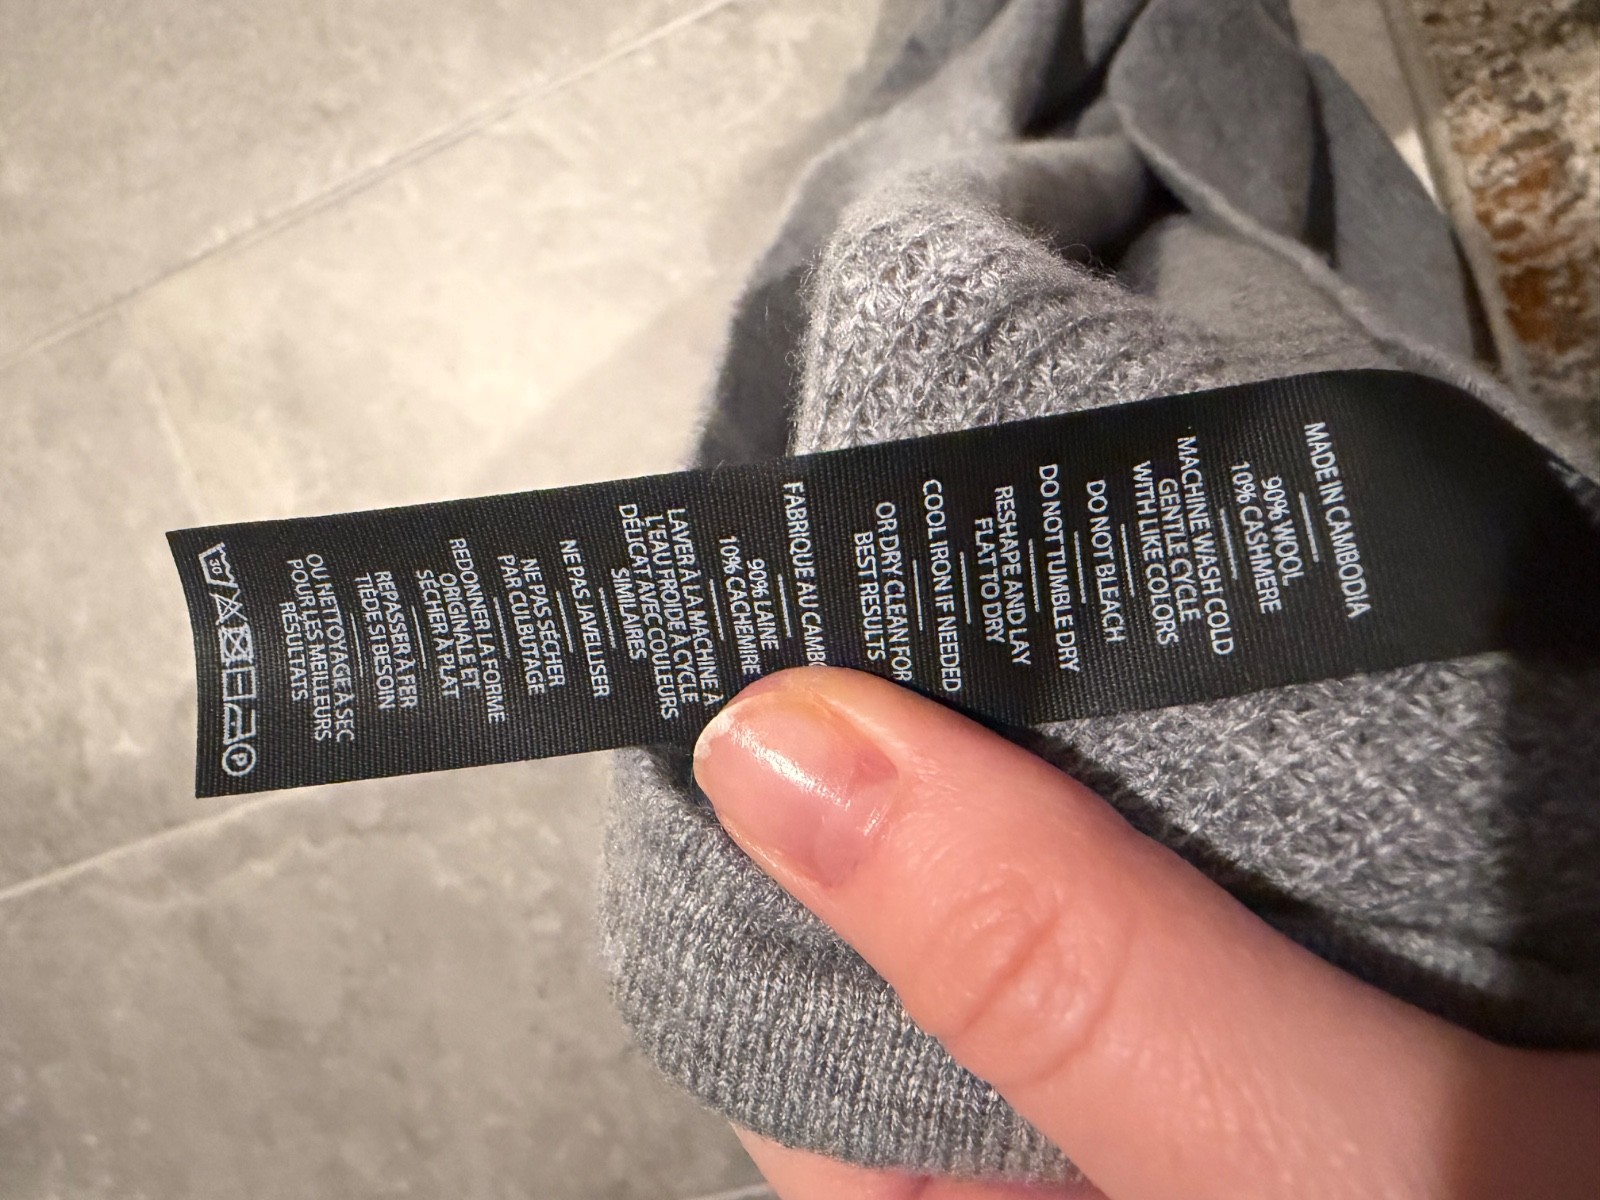 MADE IN CAMBODIA
90% WOOL
10% CASHMERE
MACHINE WASH COLD
GENTLE CYCLE
WITH LIKE COLORS
DO NOT BLEACH
DO NOT TUMBLE DRY
RESHAPE AND LAY
FLAT TO DRY
COOL IRON IF NEEDED
OR DRY CLEAN FOR
BEST RESULTS
FABRIQUE AU
90% LAINE
10% CACHEMIRE
LAVER À LA MACHINE À
L'EAU FROIDE À CYCLE
DÉLICAT AVEC COULEURS
SIMILAIRES
NE PAS JAVELLISER
NE PAS SÉCHER
PAR CULBUTAGE
REDONNER LA FORME
ORIGINALE ET
SÉCHER À PLAT
REPASSER À FER
TIÈDE SI BESOIN
OU NETTOYAGE À SEC
POUR LES MEILLEURS
RÉSULTATS
30 P